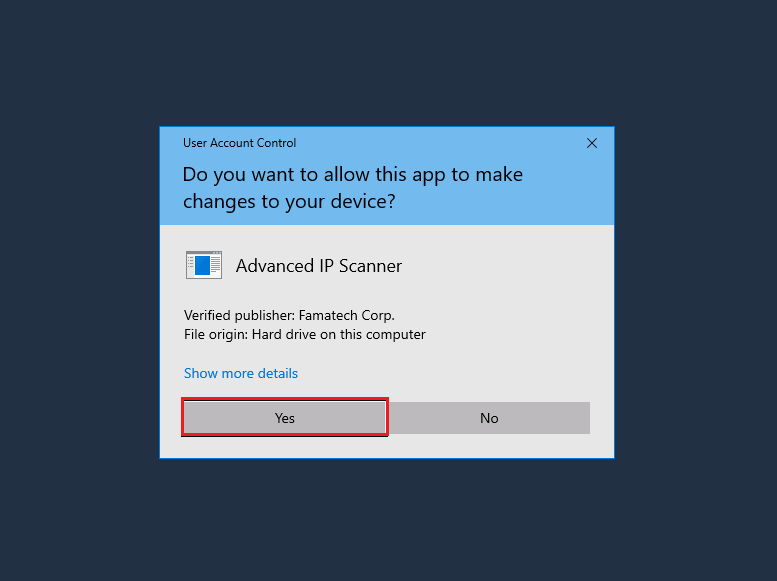 User Account Control
Do you want to allow this app to make
changes to your device?
Advanced IP Scanner
Verified publisher: Famatech Corp.
File origin: Hard drive on this computer
Show more details
Yes
No